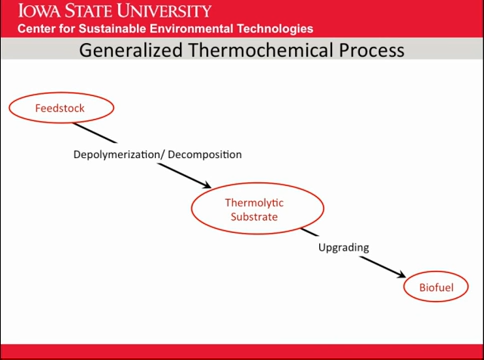 IOWA STATE UNIVERSITY
Center for Sustainable Environmental Technologies
Generalized Thermochemical Process
Feedstock
Depolymerization/ Decomposition
Thermolytic
Substrate
Upgrading
Biofuel